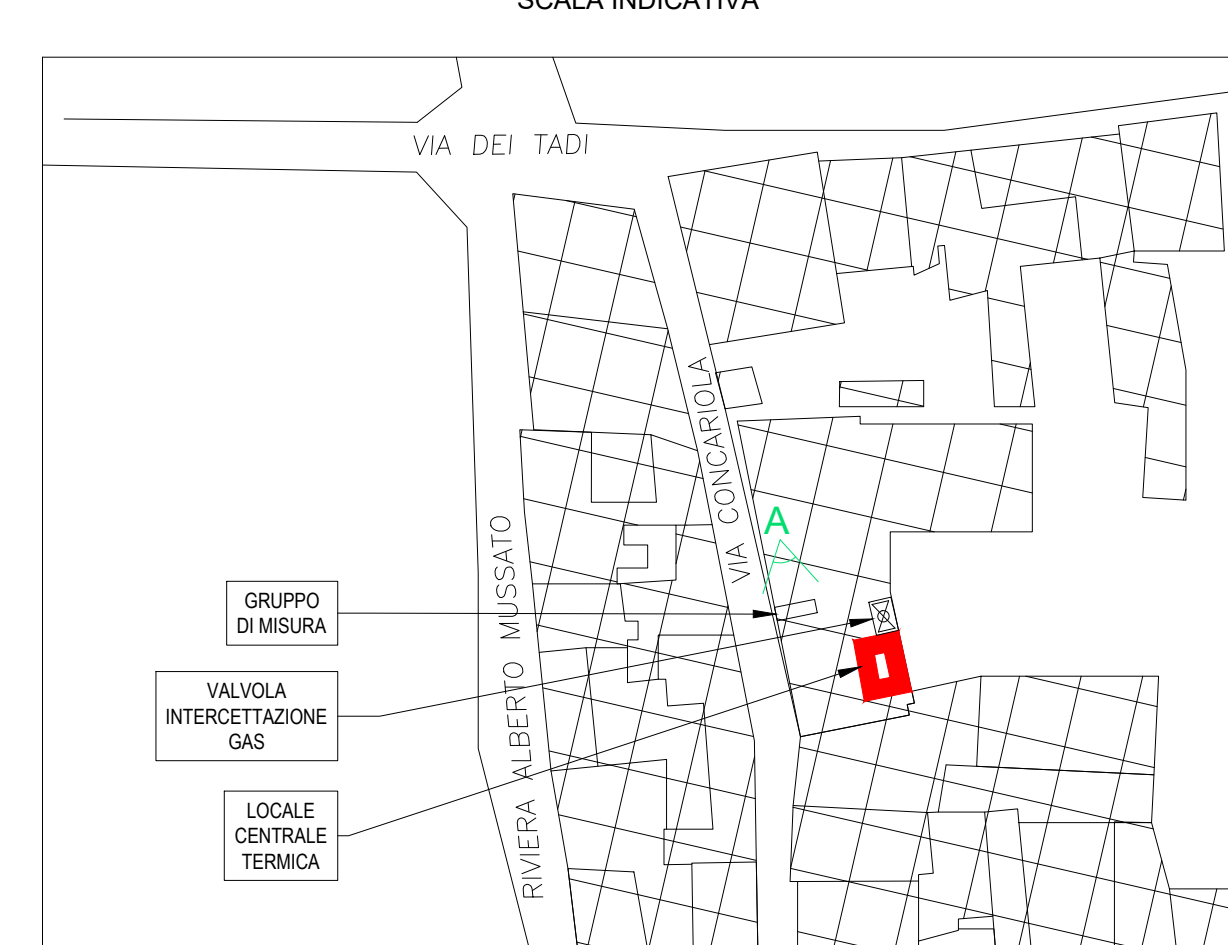 SCALA INDICATIVA
VIA DEI TADI
VIA CONCARIOLA
A
RIVIERA ALBERTO MUSSATO
GRUPPO
DI MISURA
VALVOLA
INTERCETTAZIONE
GAS
LOCALE
CENTRALE
TERMICA